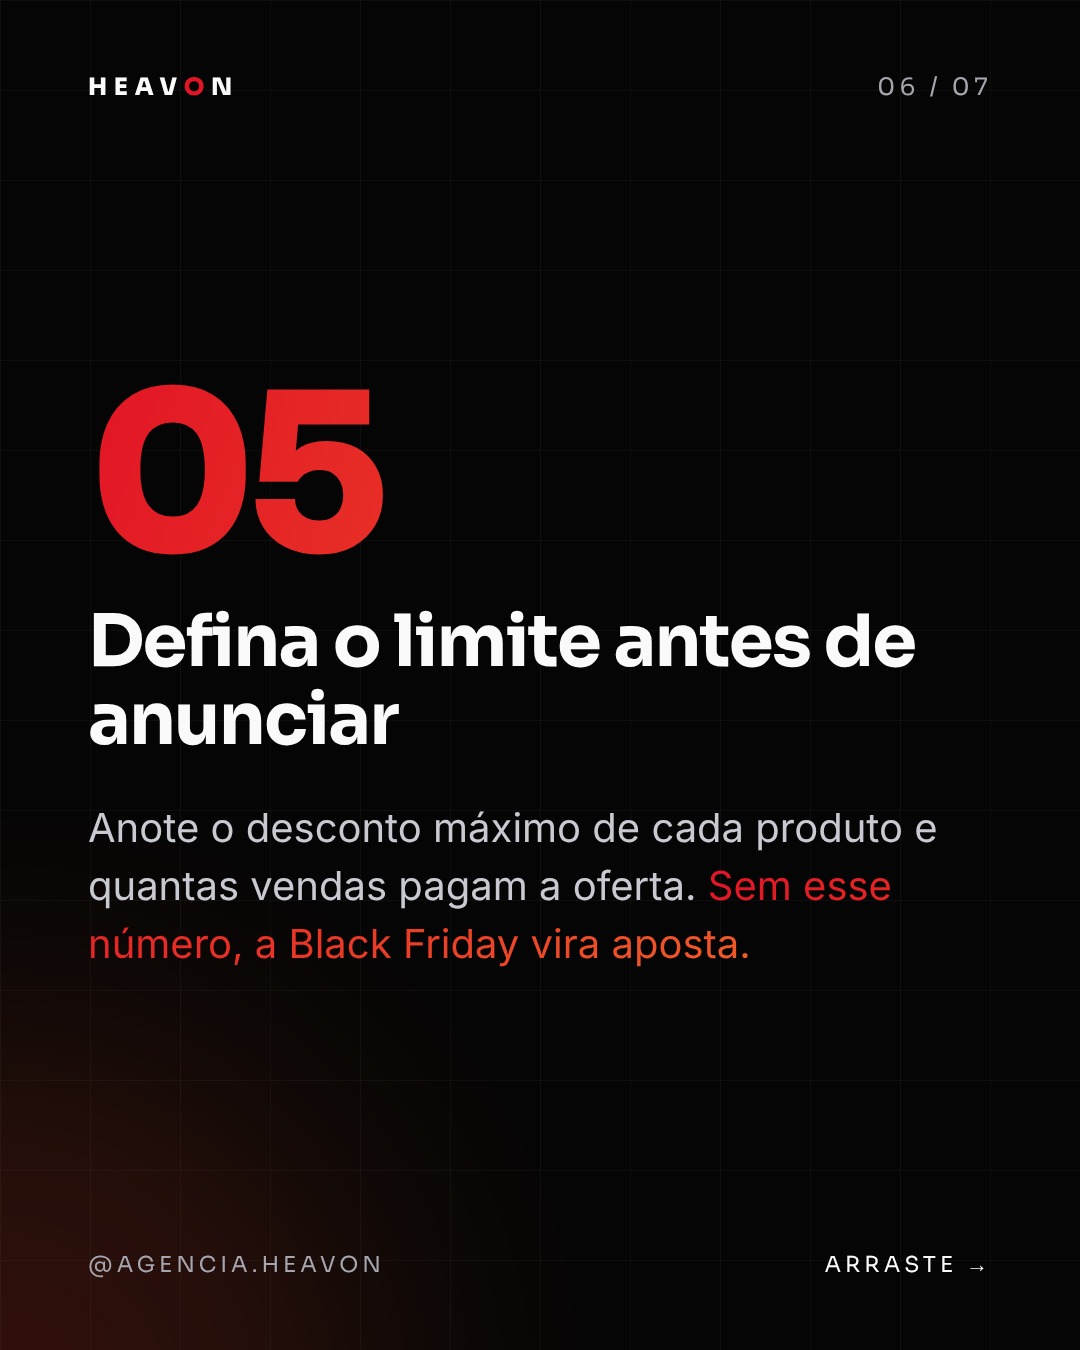 HEAVON
06 / 07
05
Defina o limite antes de
anunciar
Anote o desconto máximo de cada produto e
quantas vendas pagam a oferta. Sem esse
número, a Black Friday vira aposta.
@AGENCIA.HEAVON
ARRASTE →